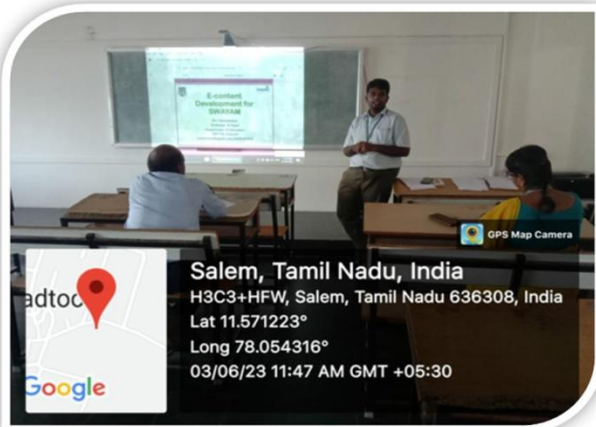 E-content
Development for
SWAYAM
GPS Map Camera
adtoo
Google
Salem, Tamil Nadu, India
H3C3+HFW, Salem, Tamil Nadu 636308, India
Lat 11.571223°
Long 78.054316°
03/06/23 11:47 AM GMT +05:30